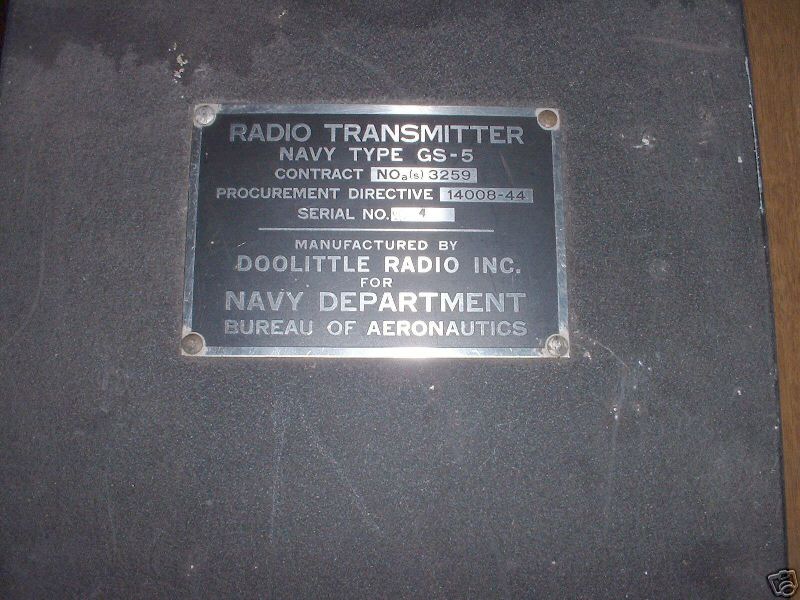 RADIO TRANSMITTER
NAVY TYPE GS-5
CONTRACT NOa(s) 3259
PROCUREMENT DIRECTIVE 14008-44
SERIAL NO. 4
MANUFACTURED BY
DOOLITTLE RADIO INC.
FOR
NAVY DEPARTMENT
BUREAU OF AERONAUTICS